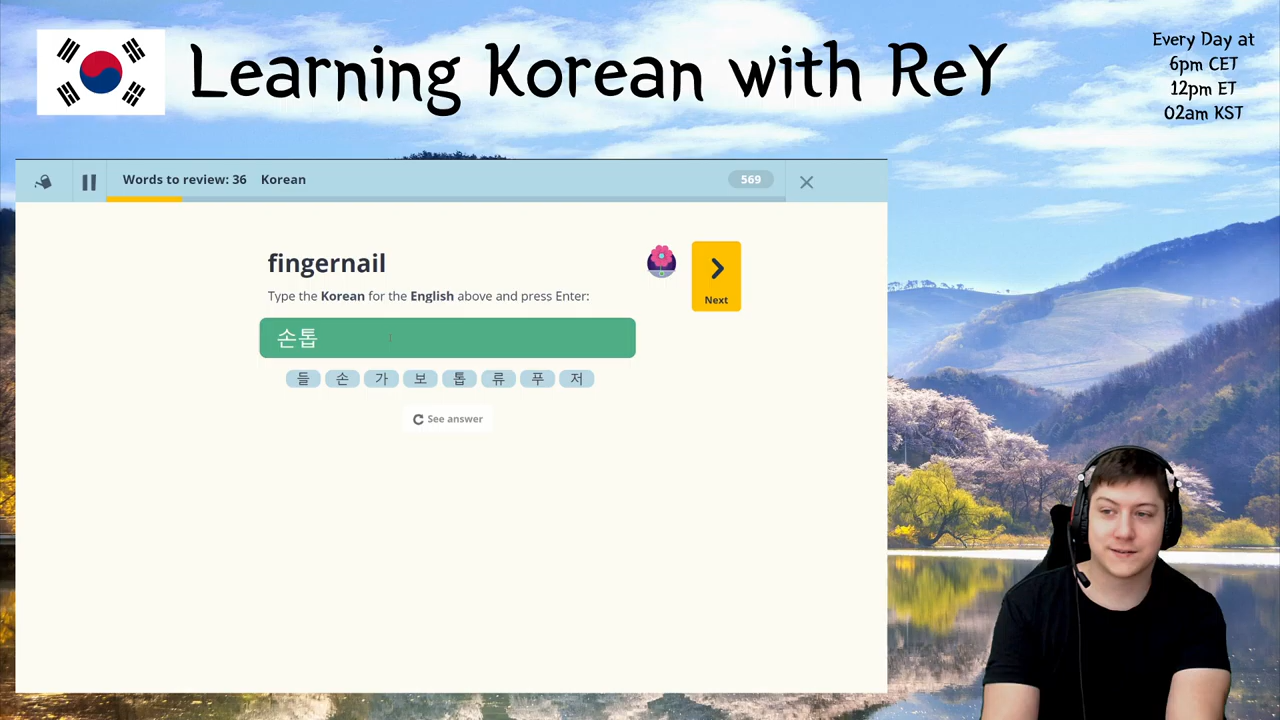 Learning Korean with ReY
Every Day at
6pm CET
12pm ET
02am KST
Words to review: 36 Korean
569
fingernail
Type the Korean for the English above and press Enter:
Next
손톱
들 손 가 보 톱 류 푸 저
See answer